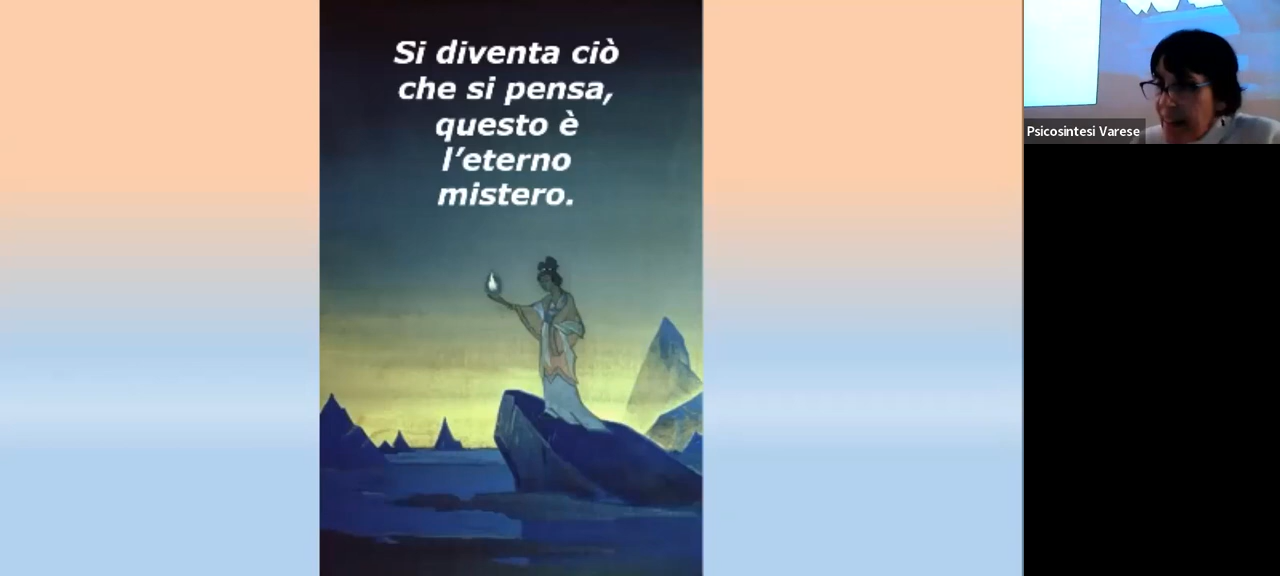 Si diventa ciò
che si pensa,
questo è
l’eterno
mistero.
Psicosintesi Varese